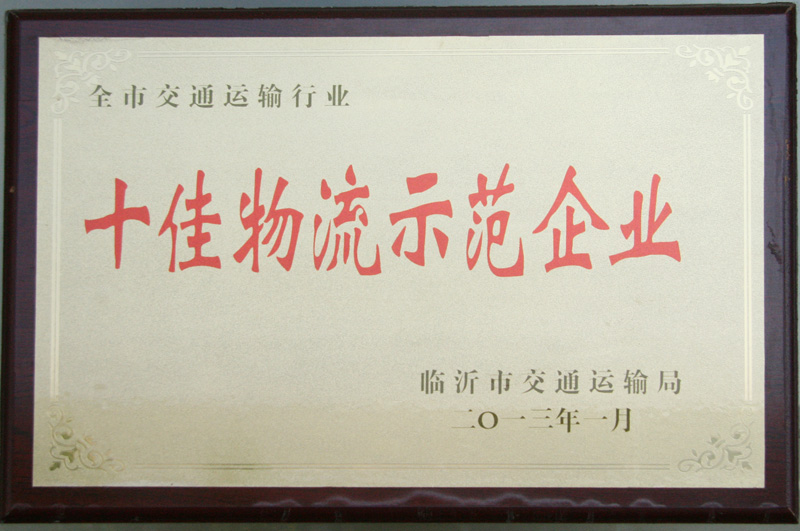 全市交通运输行业
十佳物流示范企业
临沂市交通运输局
二〇一三年一月